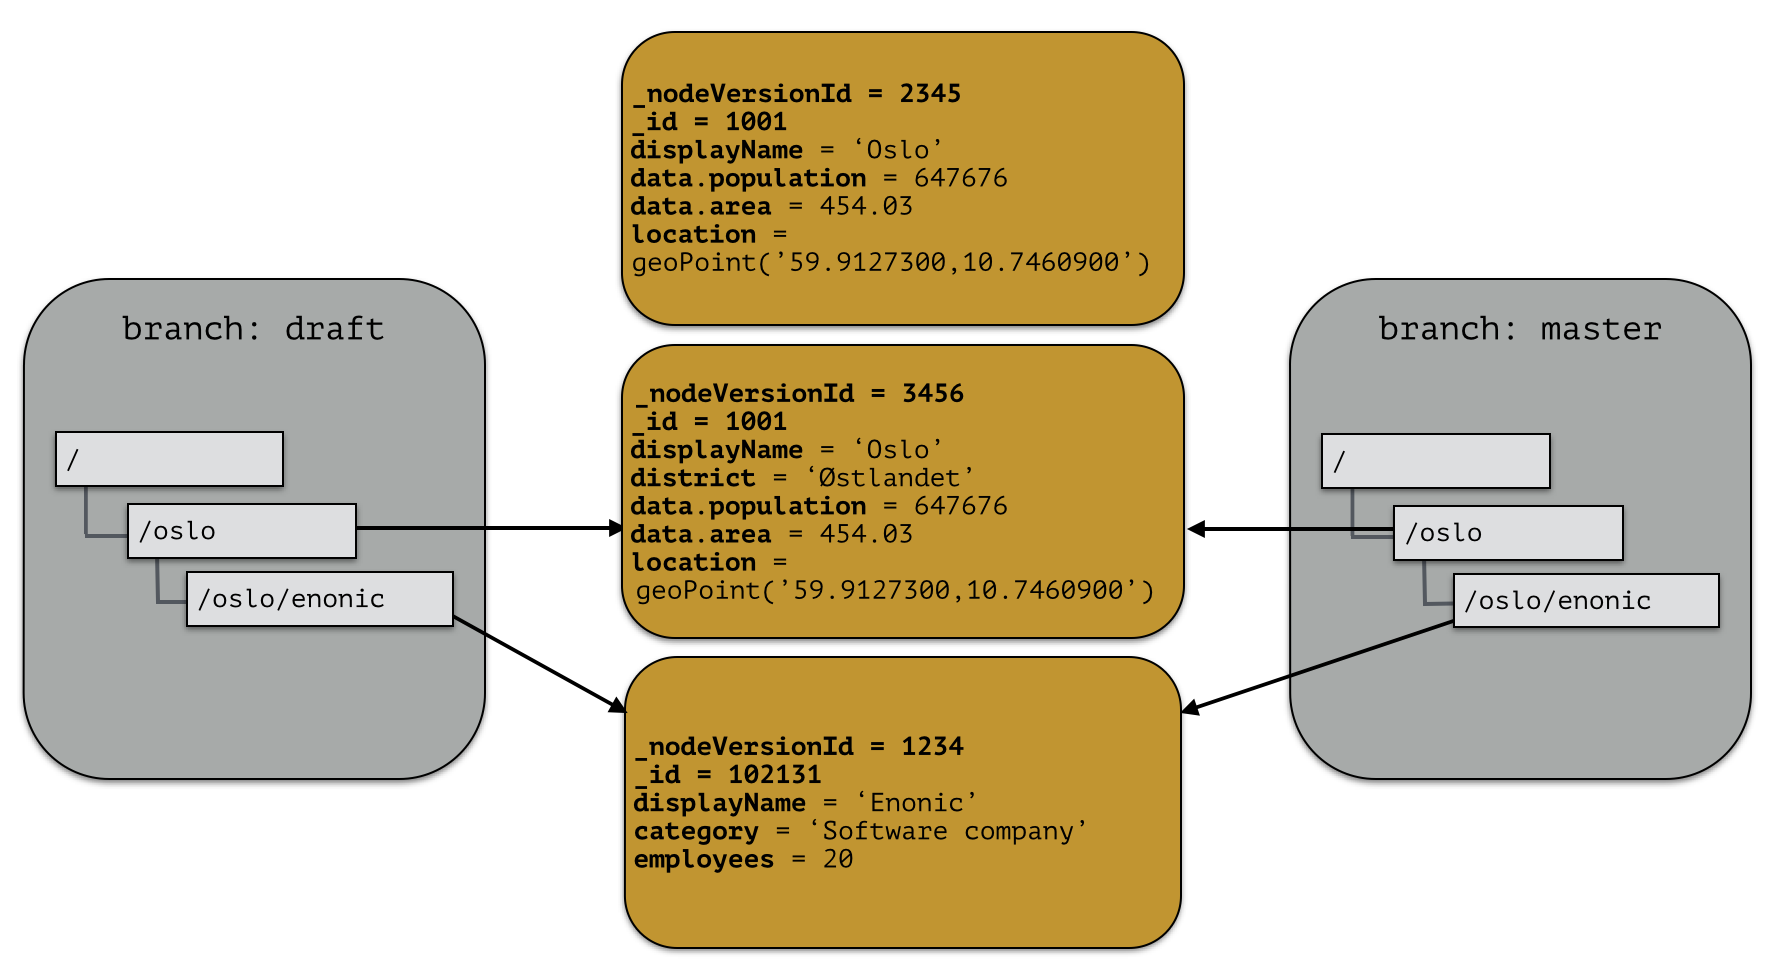 _nodeVersionId = 2345
_id = 1001
displayName = ‘Oslo’
data.population = 647676
data.area = 454.03
location =
geoPoint(’59.9127300,10.7460900’)
branch: draft
/
/oslo
/oslo/enonic
_nodeVersionId = 3456
_id = 1001
displayName = ‘Oslo’
district = ‘Østlandet’
data.population = 647676
data.area = 454.03
location =
geoPoint(’59.9127300,10.7460900’)
_nodeVersionId = 1234
_id = 102131
displayName = ‘Enonic’
category = ‘Software company’
employees = 20
branch: master
/
/oslo
/oslo/enonic